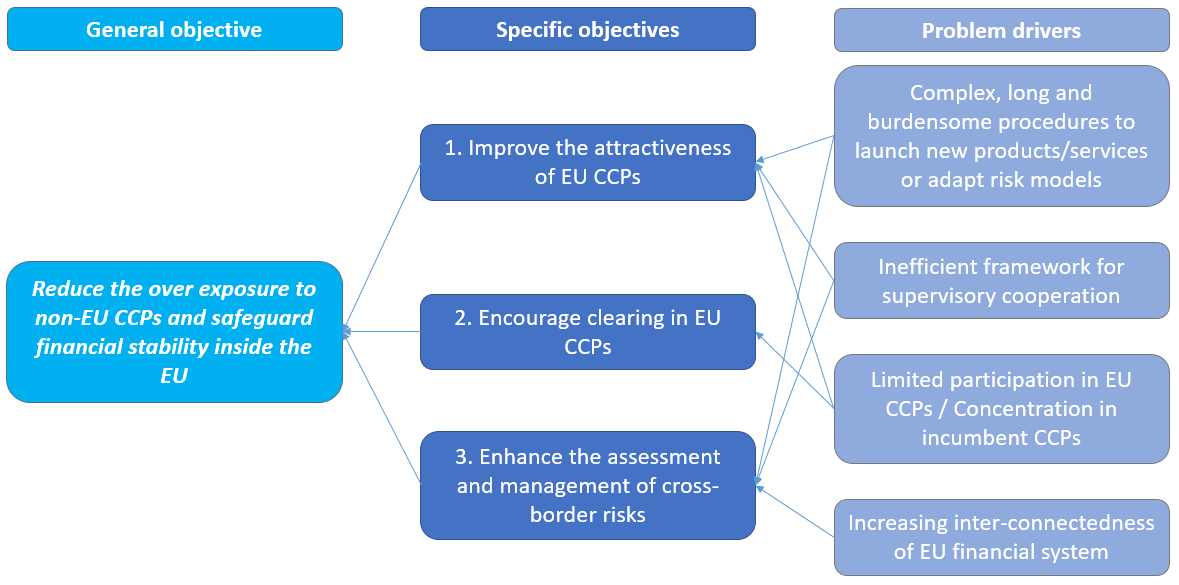 General objective
Specific objectives
Problem drivers
Complex, long and
burdensome procedures to
launch new products/services
or adapt risk models
1. Improve the attractiveness
of EU CCPs
Inefficient framework for
supervisory cooperation
Reduce the over exposure to
non-EU CCPs and safeguard
financial stability inside the
EU
2. Encourage clearing in EU
CCPs
Limited participation in EU
CCPs / Concentration in
incumbent CCPs
3. Enhance the assessment
and management of cross-
border risks
Increasing inter-connectedness
of EU financial system